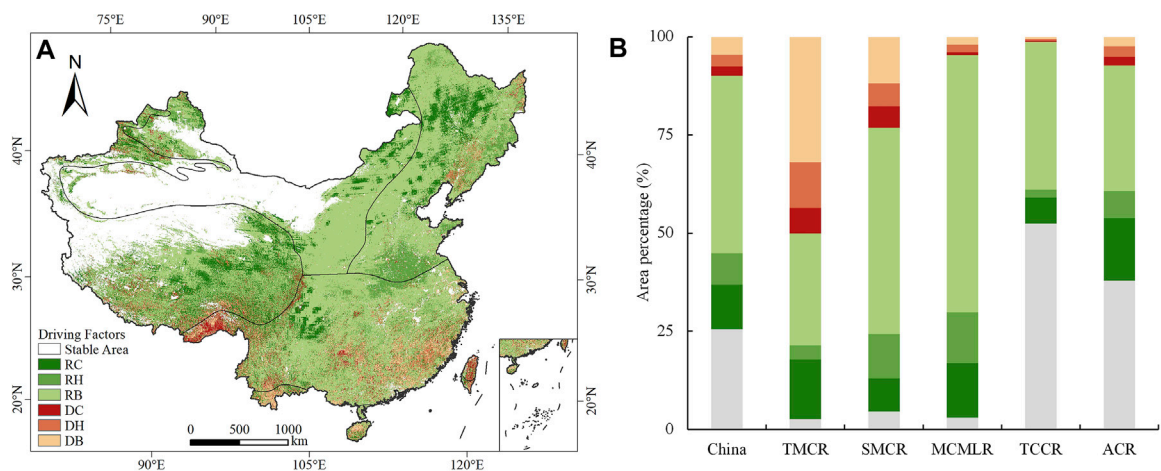 75°E 90°E 105°E 120°E 135°E
A
N
40°N 40°N
30°N 30°N
20°N 20°N
Driving Factors
Stable Area
RC
RH
RB
DC
DH
DB
0 500 1000
km
90°E 105°E 120°E
B
Area percentage (%)
100
75
50
25
0
China TMCR SMCR MCMLR TCCR ACR